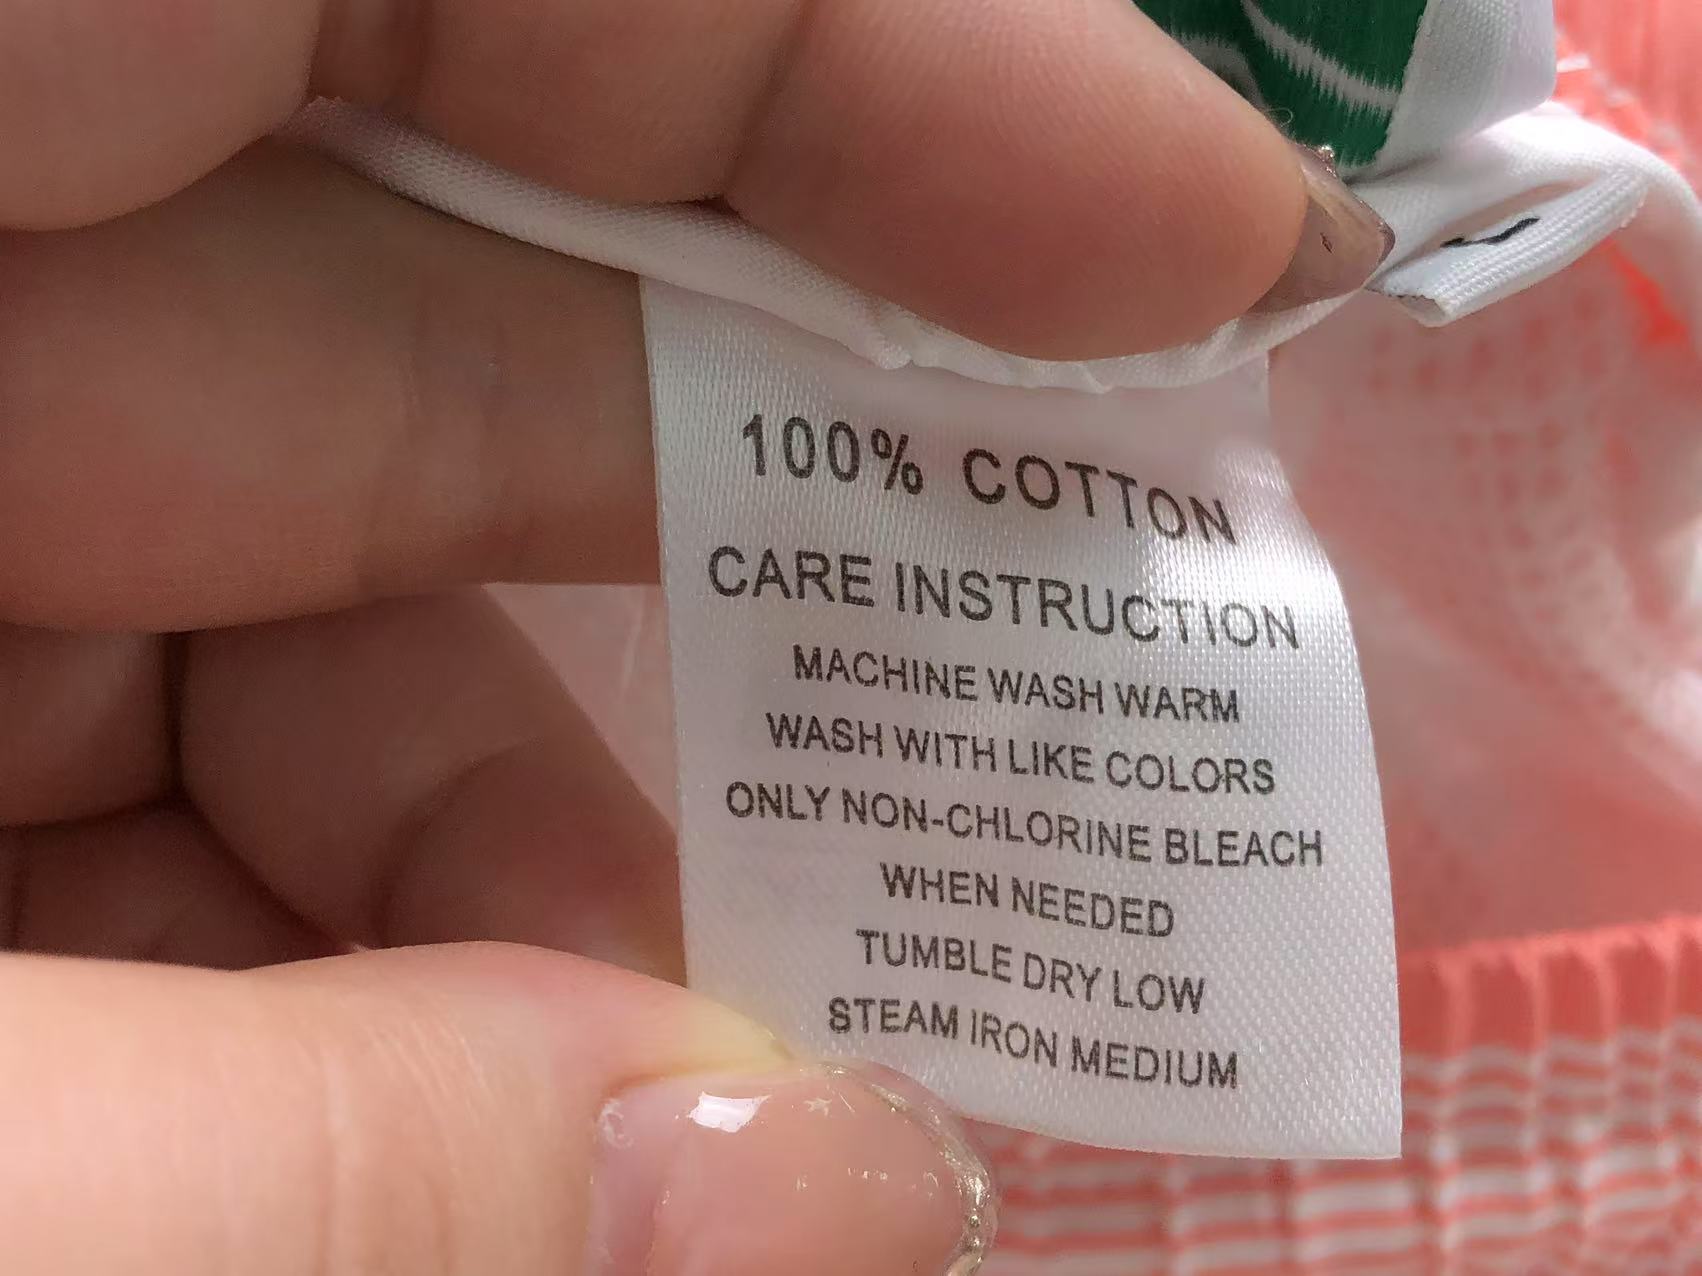 100% COTTON
CARE INSTRUCTION
MACHINE WASH WARM
WASH WITH LIKE COLORS
ONLY NON-CHLORINE BLEACH
WHEN NEEDED
TUMBLE DRY LOW
STEAM IRON MEDIUM